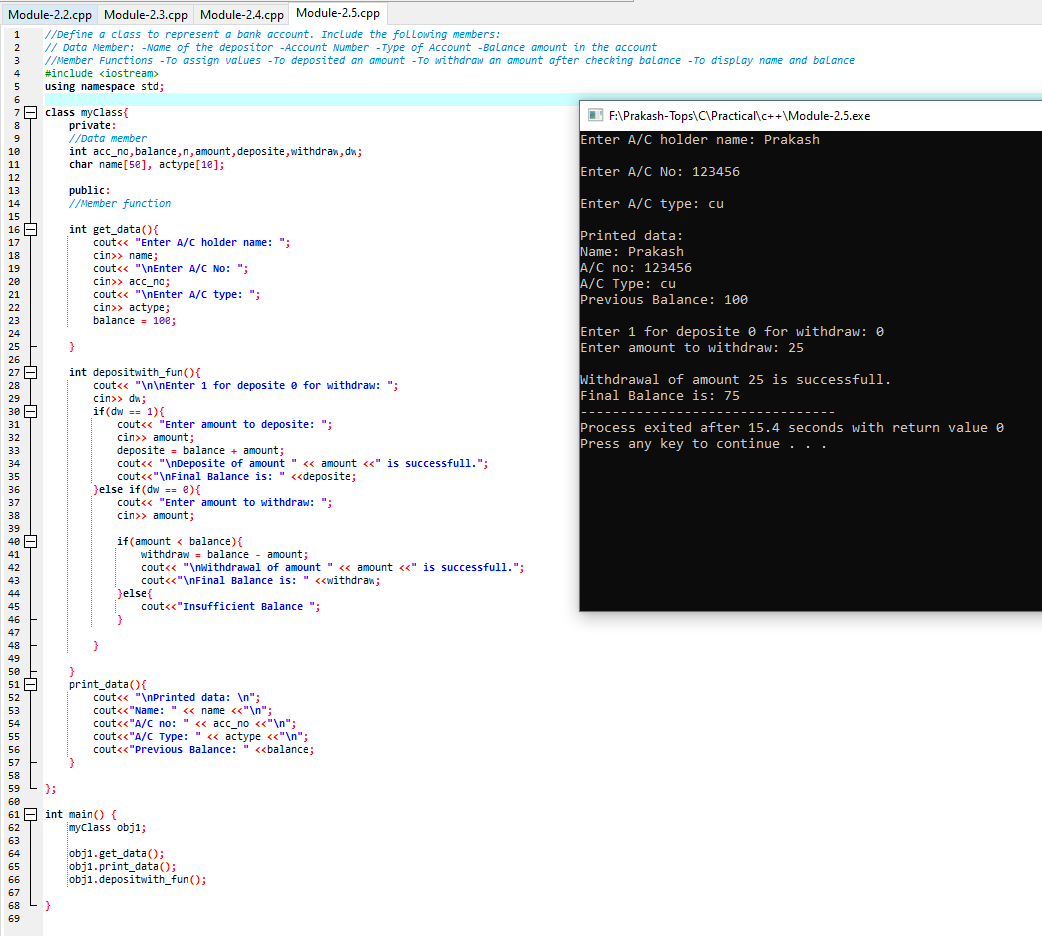 Module-2.2.cpp Module-2.3.cpp Module-2.4.cpp Module-2.5.cpp
1 //Define a class to represent a bank account. Include the following members:
2 // Data Member: -Name of the depositor -Account Number -Type of Account -Balance amount in the account
3 //Member Functions -To assign values -To deposited an amount -To withdraw an amount after checking balance -To display name and balance
4 #include <iostream>
5 using namespace std;
6
7 class myClass{
8 private:
9 //Data member
10 int acc_no,balance,n,amount,deposite,withdraw,dw;
11 char name[50], actype[10];
12
13 public:
14 //Member function
15
16 int get_data(){
17 cout<< "Enter A/C holder name: ";
18 cin>> name;
19 cout<< "\nEnter A/C No: ";
20 cin>> acc_no;
21 cout<< "\nEnter A/C type: ";
22 cin>> actype;
23 balance = 100;
24
25 }
26
27 int depositwith_fun(){
28 cout<< "\n\nEnter 1 for deposite 0 for withdraw: ";
29 cin>> dw;
30 if(dw == 1){
31 cout<< "Enter amount to deposite: ";
32 cin>> amount;
33 deposite = balance + amount;
34 cout<< "\nDeposite of amount " << amount <<" is successfull.";
35 cout<<"\nFinal Balance is: " <<deposite;
36 }else if(dw == 0){
37 cout<< "Enter amount to withdraw: ";
38 cin>> amount;
39
40 if(amount < balance){
41 withdraw = balance - amount;
42 cout<< "\nWithdrawal of amount " << amount <<" is successfull.";
43 cout<<"\nFinal Balance is: " <<withdraw;
44 }else{
45 cout<<"Insufficient Balance ";
46 }
47
48 }
49
50 }
51 print_data(){
52 cout<< "\nPrinted data: \n";
53 cout<<"Name: " << name <<"\n";
54 cout<<"A/C no: " << acc_no <<"\n";
55 cout<<"A/C Type: " << actype <<"\n";
56 cout<<"Previous Balance: " <<balance;
57 }
58
59 };
60
61 int main() {
62 myClass obj1;
63
64 obj1.get_data();
65 obj1.print_data();
66 obj1.depositwith_fun();
67
68 }
69
F:\Prakash-Tops\C\Practical\c++\Module-2.5.exe
Enter A/C holder name: Prakash
Enter A/C No: 123456
Enter A/C type: cu
Printed data:
Name: Prakash
A/C no: 123456
A/C Type: cu
Previous Balance: 100
Enter 1 for deposite 0 for withdraw: 0
Enter amount to withdraw: 25
Withdrawal of amount 25 is successfull.
Final Balance is: 75
--------------------------------
Process exited after 15.4 seconds with return value 0
Press any key to continue . . .